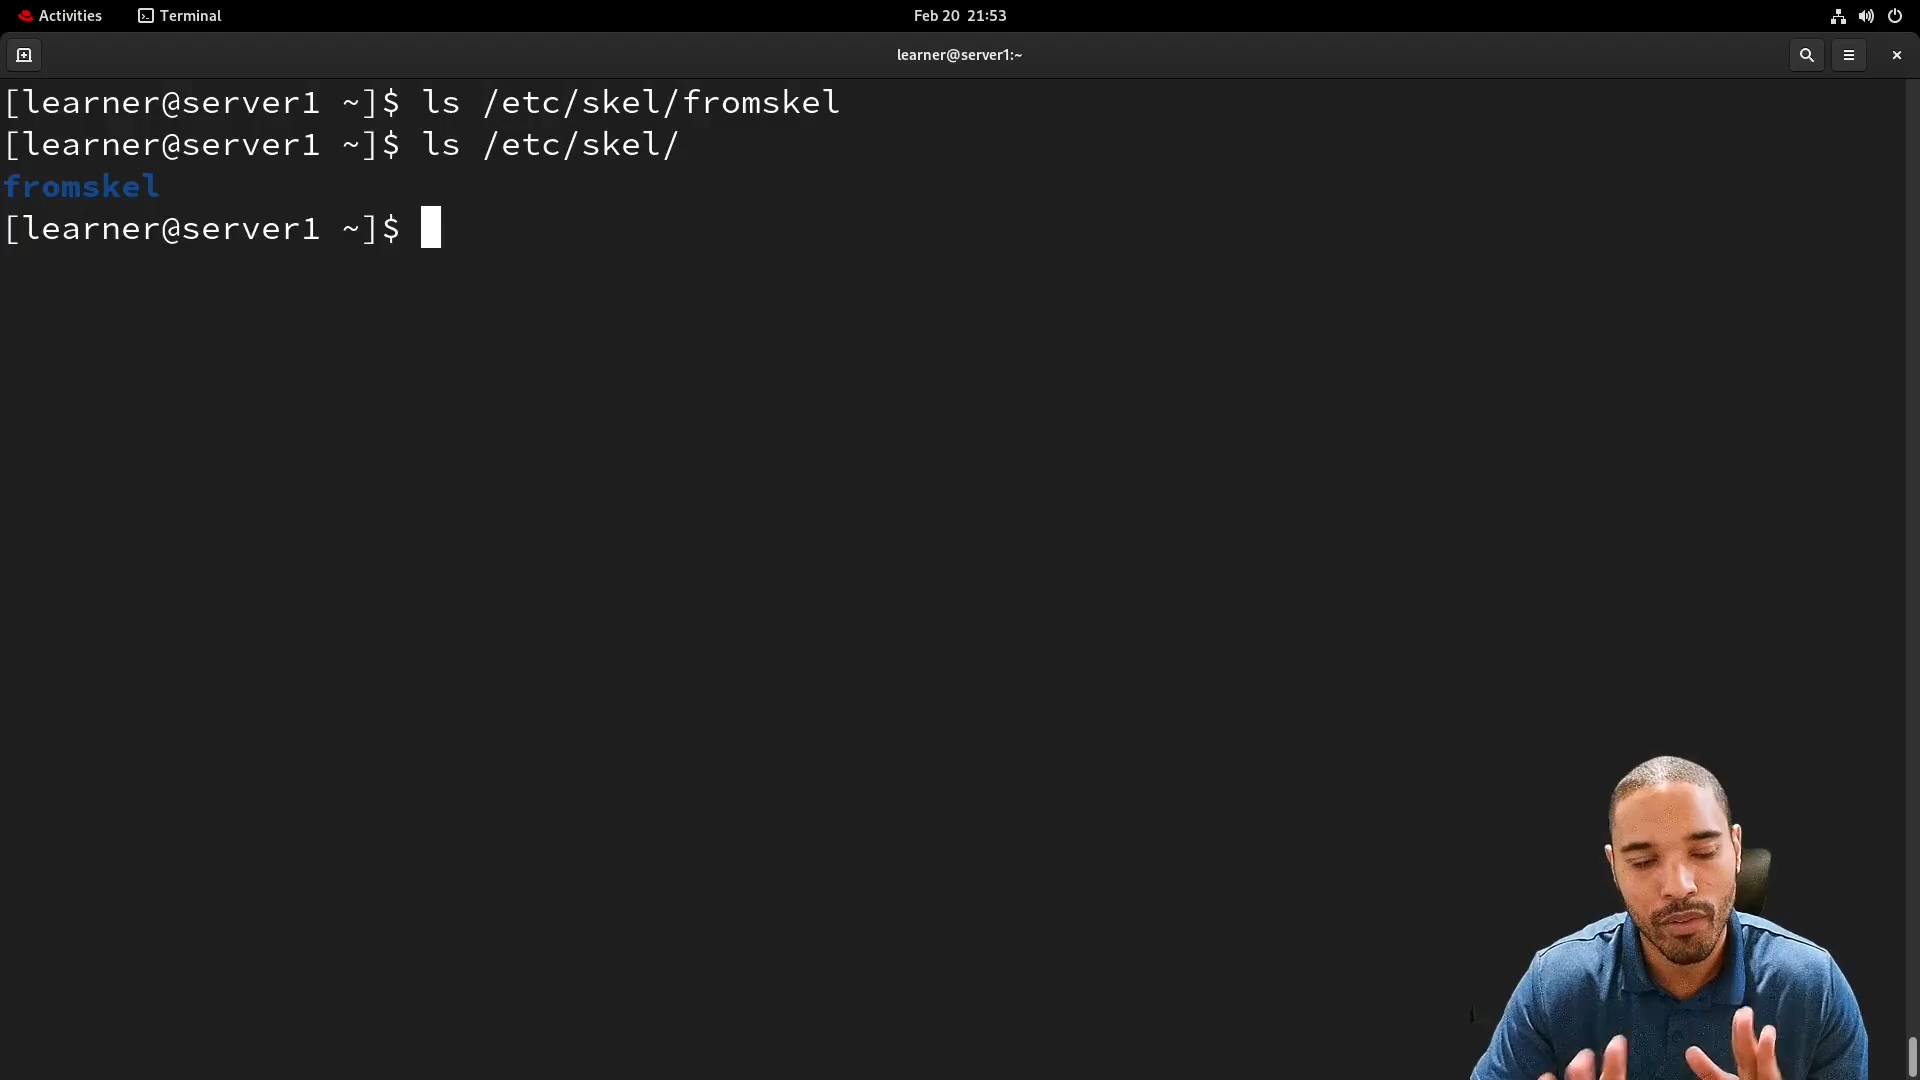 Activities
Terminal
Feb 20 21:53
learner@server1:~
[learner@server1 ~]$ ls /etc/skel/fromskel
[learner@server1 ~]$ ls /etc/skel/
fromskel
[learner@server1 ~]$